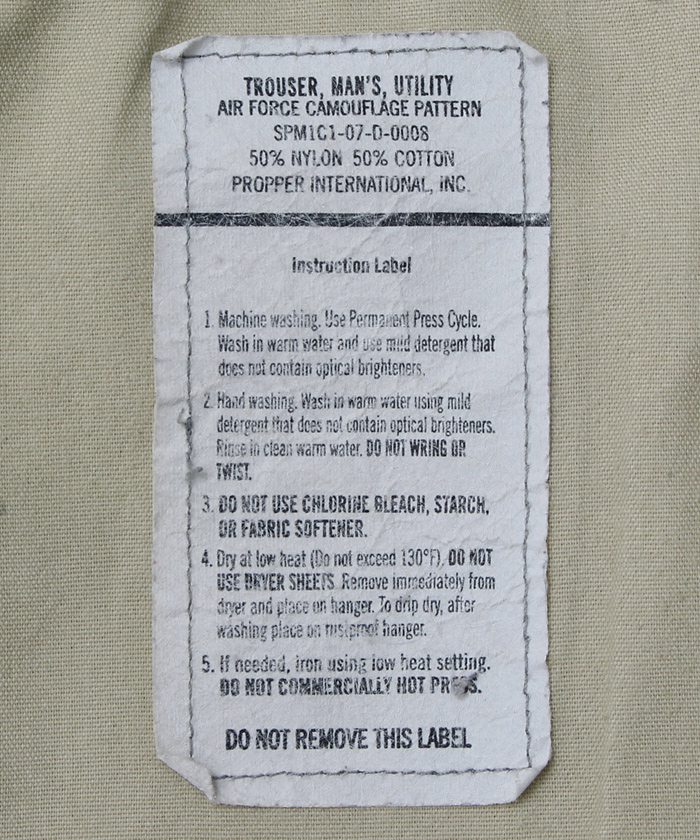 TROUSER, MAN'S, UTILITY
AIR FORCE CAMOUFLAGE PATTERN
SPM1C1-07-D-0008
50% NYLON 50% COTTON
PROPPER INTERNATIONAL, INC.
Instruction Label
1. Machine washing. Use Permanent Press Cycle.
Wash in warm water and use mild detergent that
does not contain optical brighteners.
2. Hand washing. Wash in warm water using mild
detergent that does not contain optical brighteners.
Rinse in clean warm water. DO NOT WRING OR
TWIST.
3. DO NOT USE CHLORINE BLEACH, STARCH,
OR FABRIC SOFTENER.
4. Dry at low heat (Do not exceed 130°F). DO NOT
USE DRYER SHEETS. Remove immediately from
dryer and place on hanger. To drip dry, after
washing place on rustproof hanger.
5. If needed, iron using low heat setting.
DO NOT COMMERCIALLY HOT PRESS.
DO NOT REMOVE THIS LABEL